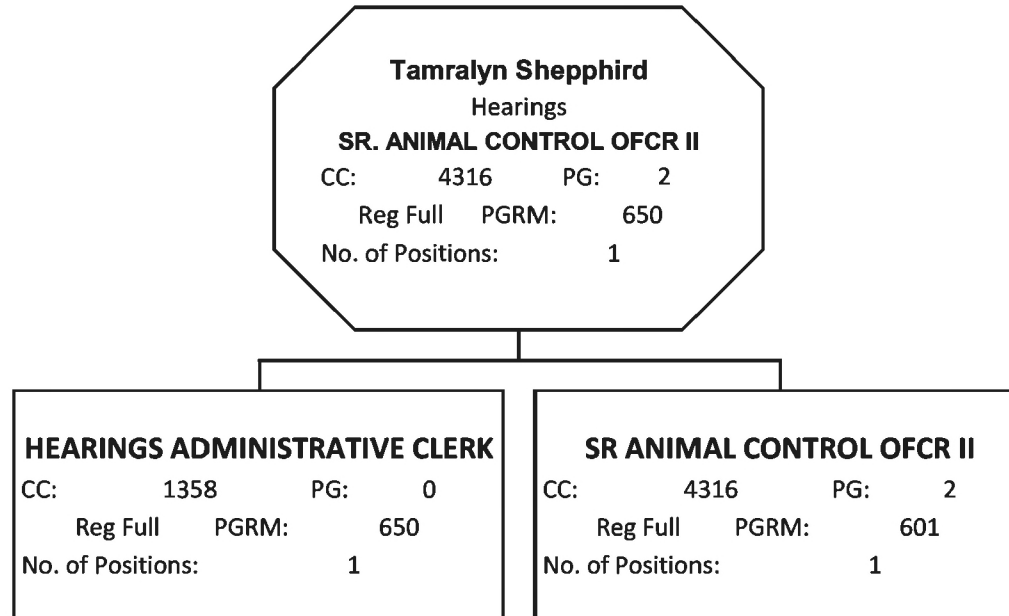 Tamralyn Shepphird
Hearings
SR. ANIMAL CONTROL OFCR II
CC: 4316 PG: 2
Reg Full PGRM: 650
No. of Positions: 1
HEARINGS ADMINISTRATIVE CLERK
CC: 1358 PG: 0
Reg Full PGRM: 650
No. of Positions: 1
SR ANIMAL CONTROL OFCR II
CC: 4316 PG: 2
Reg Full PGRM: 601
No. of Positions: 1